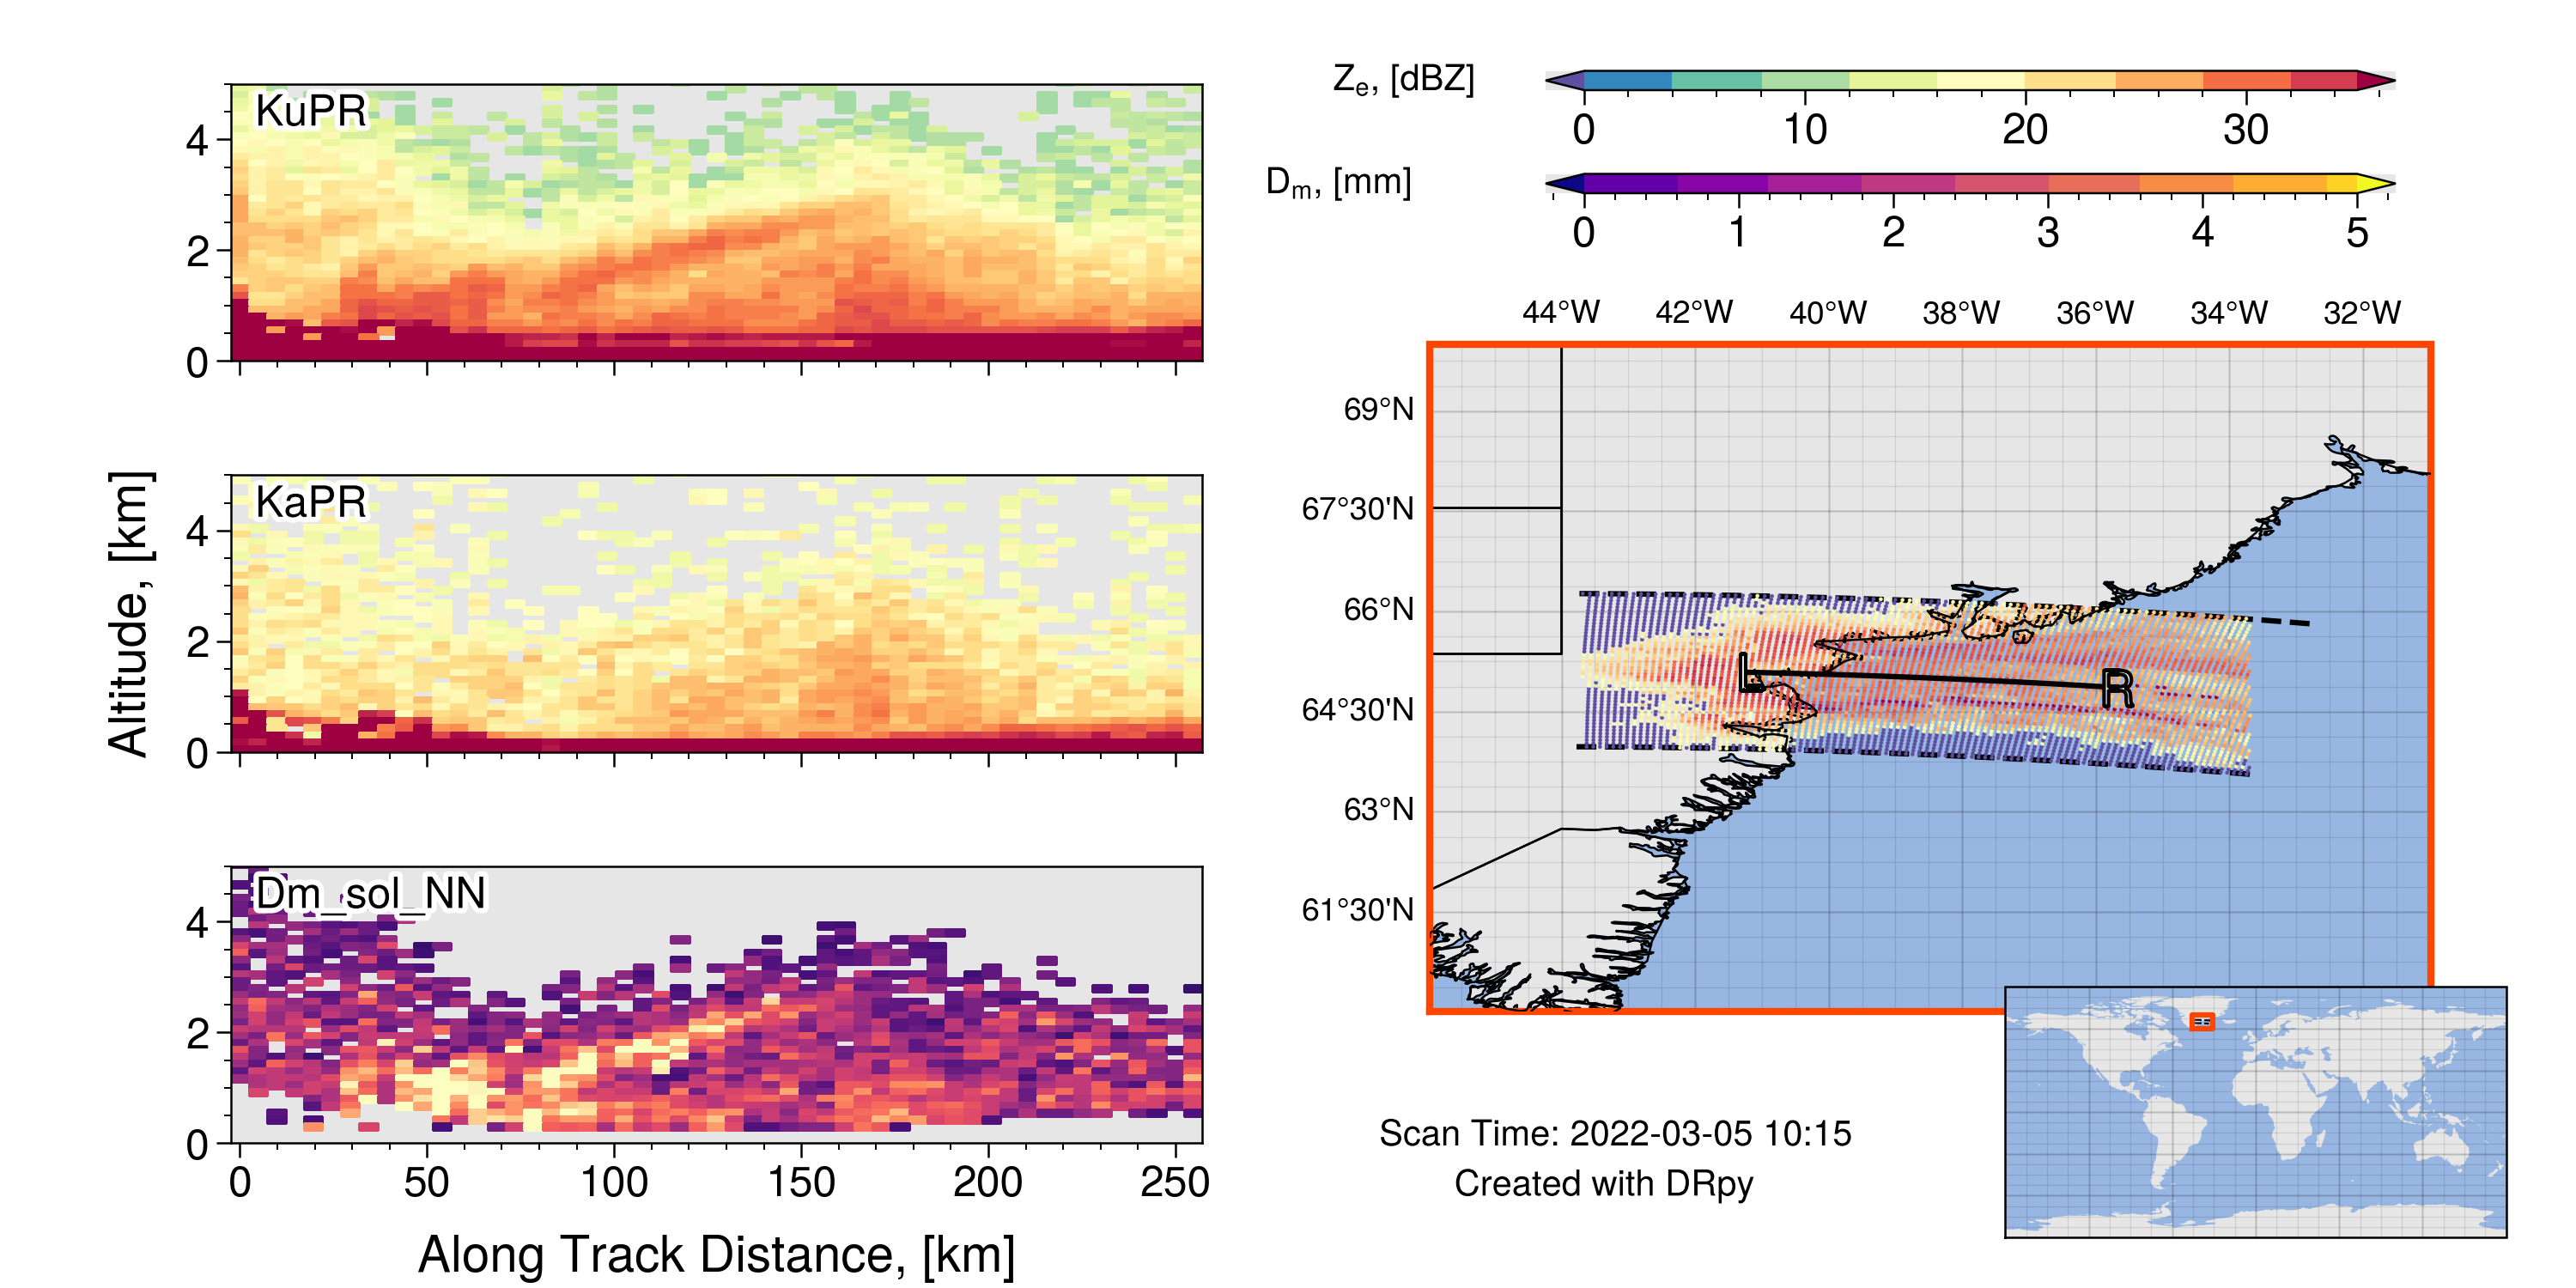 KuPR
4
2
0
KaPR
4
2
0
Altitude, [km]
Dm_sol_NN
4
2
0
0 50 100 150 200 250
Along Track Distance, [km]
Ze, [dBZ]
0 10 20 30
Dm, [mm]
0 1 2 3 4 5
44°W 42°W 40°W 38°W 36°W 34°W 32°W
69°N
67°30'N
66°N
64°30'N
63°N
61°30'N
L R
Scan Time: 2022-03-05 10:15
Created with DRpy